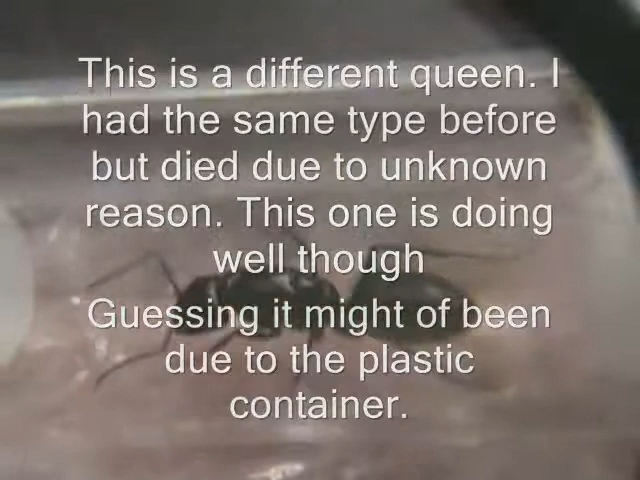 This is a different queen. I
had the same type before
but died due to unknown
reason. This one is doing
well though
Guessing it might of been
due to the plastic
container.